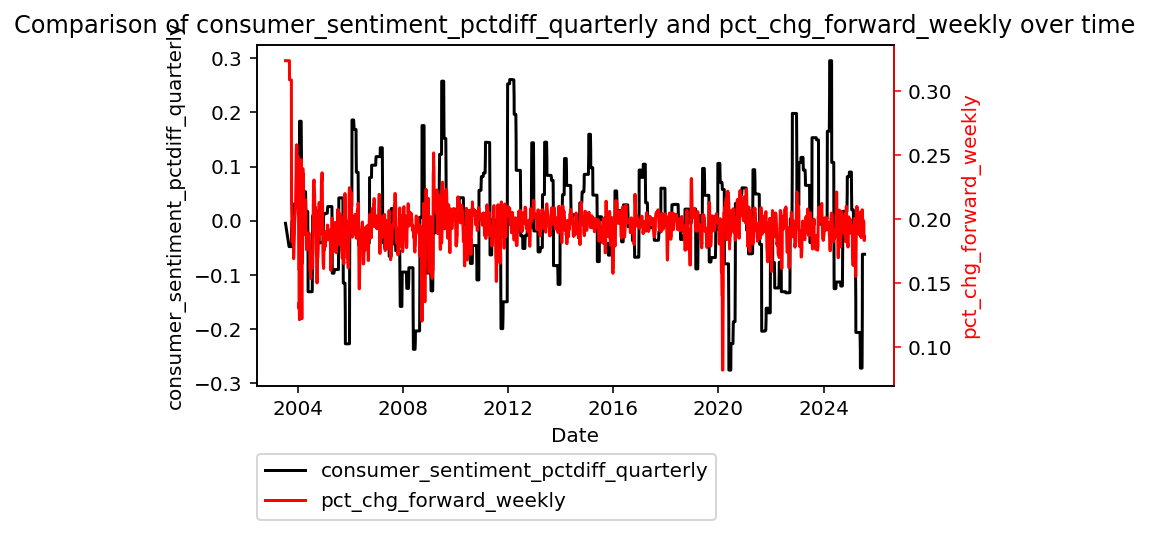 Comparison of consumer_sentiment_pctdiff_quarterly and pct_chg_forward_weekly over time
consumer_sentiment_pctdiff_quarterly
0.3
0.2
0.1
0.0
−0.1
−0.2
−0.3
0.30
0.25
0.20
0.15
0.10
pct_chg_forward_weekly
2004 2008 2012 2016 2020 2024
Date
consumer_sentiment_pctdiff_quarterly
pct_chg_forward_weekly